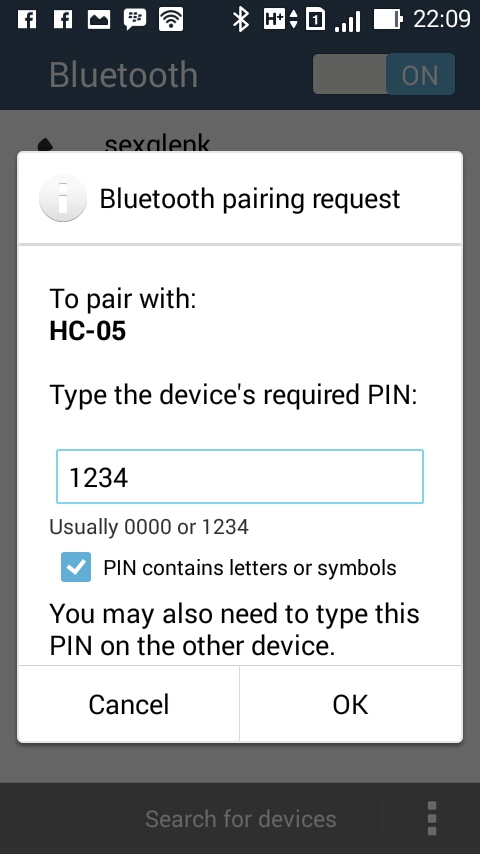 22:09
Bluetooth
ON
sexglenk
Bluetooth pairing request
To pair with:
HC-05
Type the device's required PIN:
1234
Usually 0000 or 1234
PIN contains letters or symbols
You may also need to type this
PIN on the other device.
Cancel
OK
Search for devices